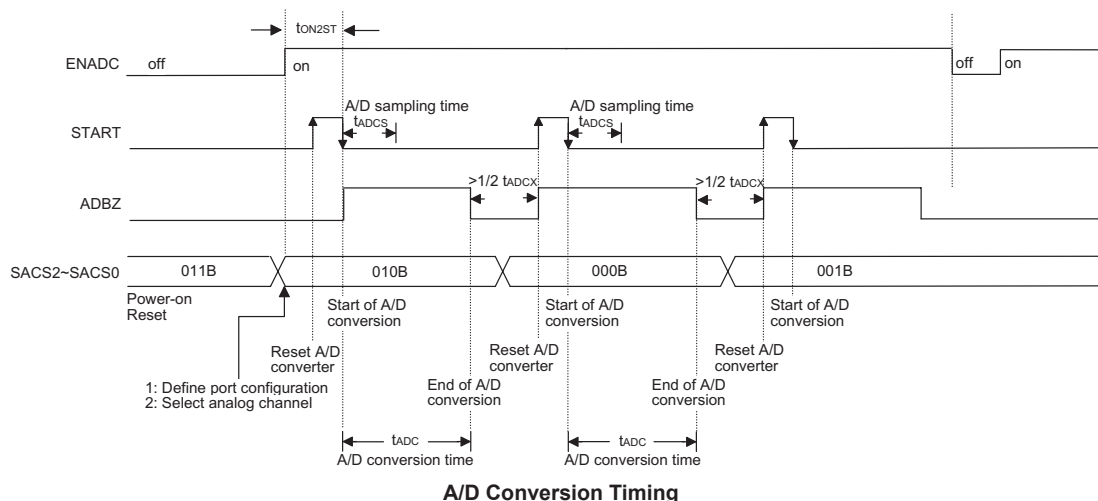 tON2ST
ENADC
off
on
off
on
A/D sampling time
tADCS
A/D sampling time
tADCS
START
>1/2 tADCX
>1/2 tADCX
ADBZ
SACS2~SACS0
011B
010B
000B
001B
Power-on
Reset
Start of A/D
conversion
Start of A/D
conversion
Start of A/D
conversion
Reset A/D
converter
Reset A/D
converter
Reset A/D
converter
1: Define port configuration
2: Select analog channel
End of A/D
conversion
End of A/D
conversion
tADC
A/D conversion time
tADC
A/D conversion time
A/D Conversion Timing